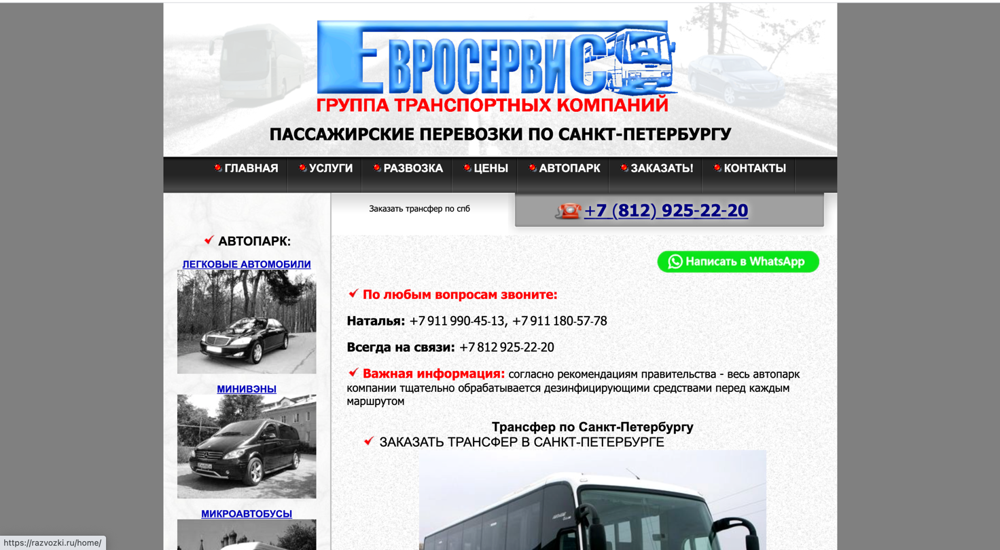 ЕВРОСЕРВИС
ГРУППА ТРАНСПОРТНЫХ КОМПАНИЙ
ПАССАЖИРСКИЕ ПЕРЕВОЗКИ ПО САНКТ-ПЕТЕРБУРГУ
ГЛАВНАЯ УСЛУГИ РАЗВОЗКА ЦЕНЫ АВТОПАРК ЗАКАЗАТЬ! КОНТАКТЫ
Заказать трансфер по спб
+7 (812) 925-22-20
АВТОПАРК:
ЛЕГКОВЫЕ АВТОМОБИЛИ
МИНИВЭНЫ
МИКРОАВТОБУСЫ
Написать в WhatsApp
По любым вопросам звоните:
Наталья: +7 911 990-45-13, +7 911 180-57-78
Всегда на связи: +7 812 925-22-20
Важная информация: согласно рекомендациям правительства - весь автопарк
компании тщательно обрабатывается дезинфицирующими средствами перед каждым
маршрутом
Трансфер по Санкт-Петербургу
ЗАКАЗАТЬ ТРАНСФЕР В САНКТ-ПЕТЕРБУРГЕ
https://razvozki.ru/home/